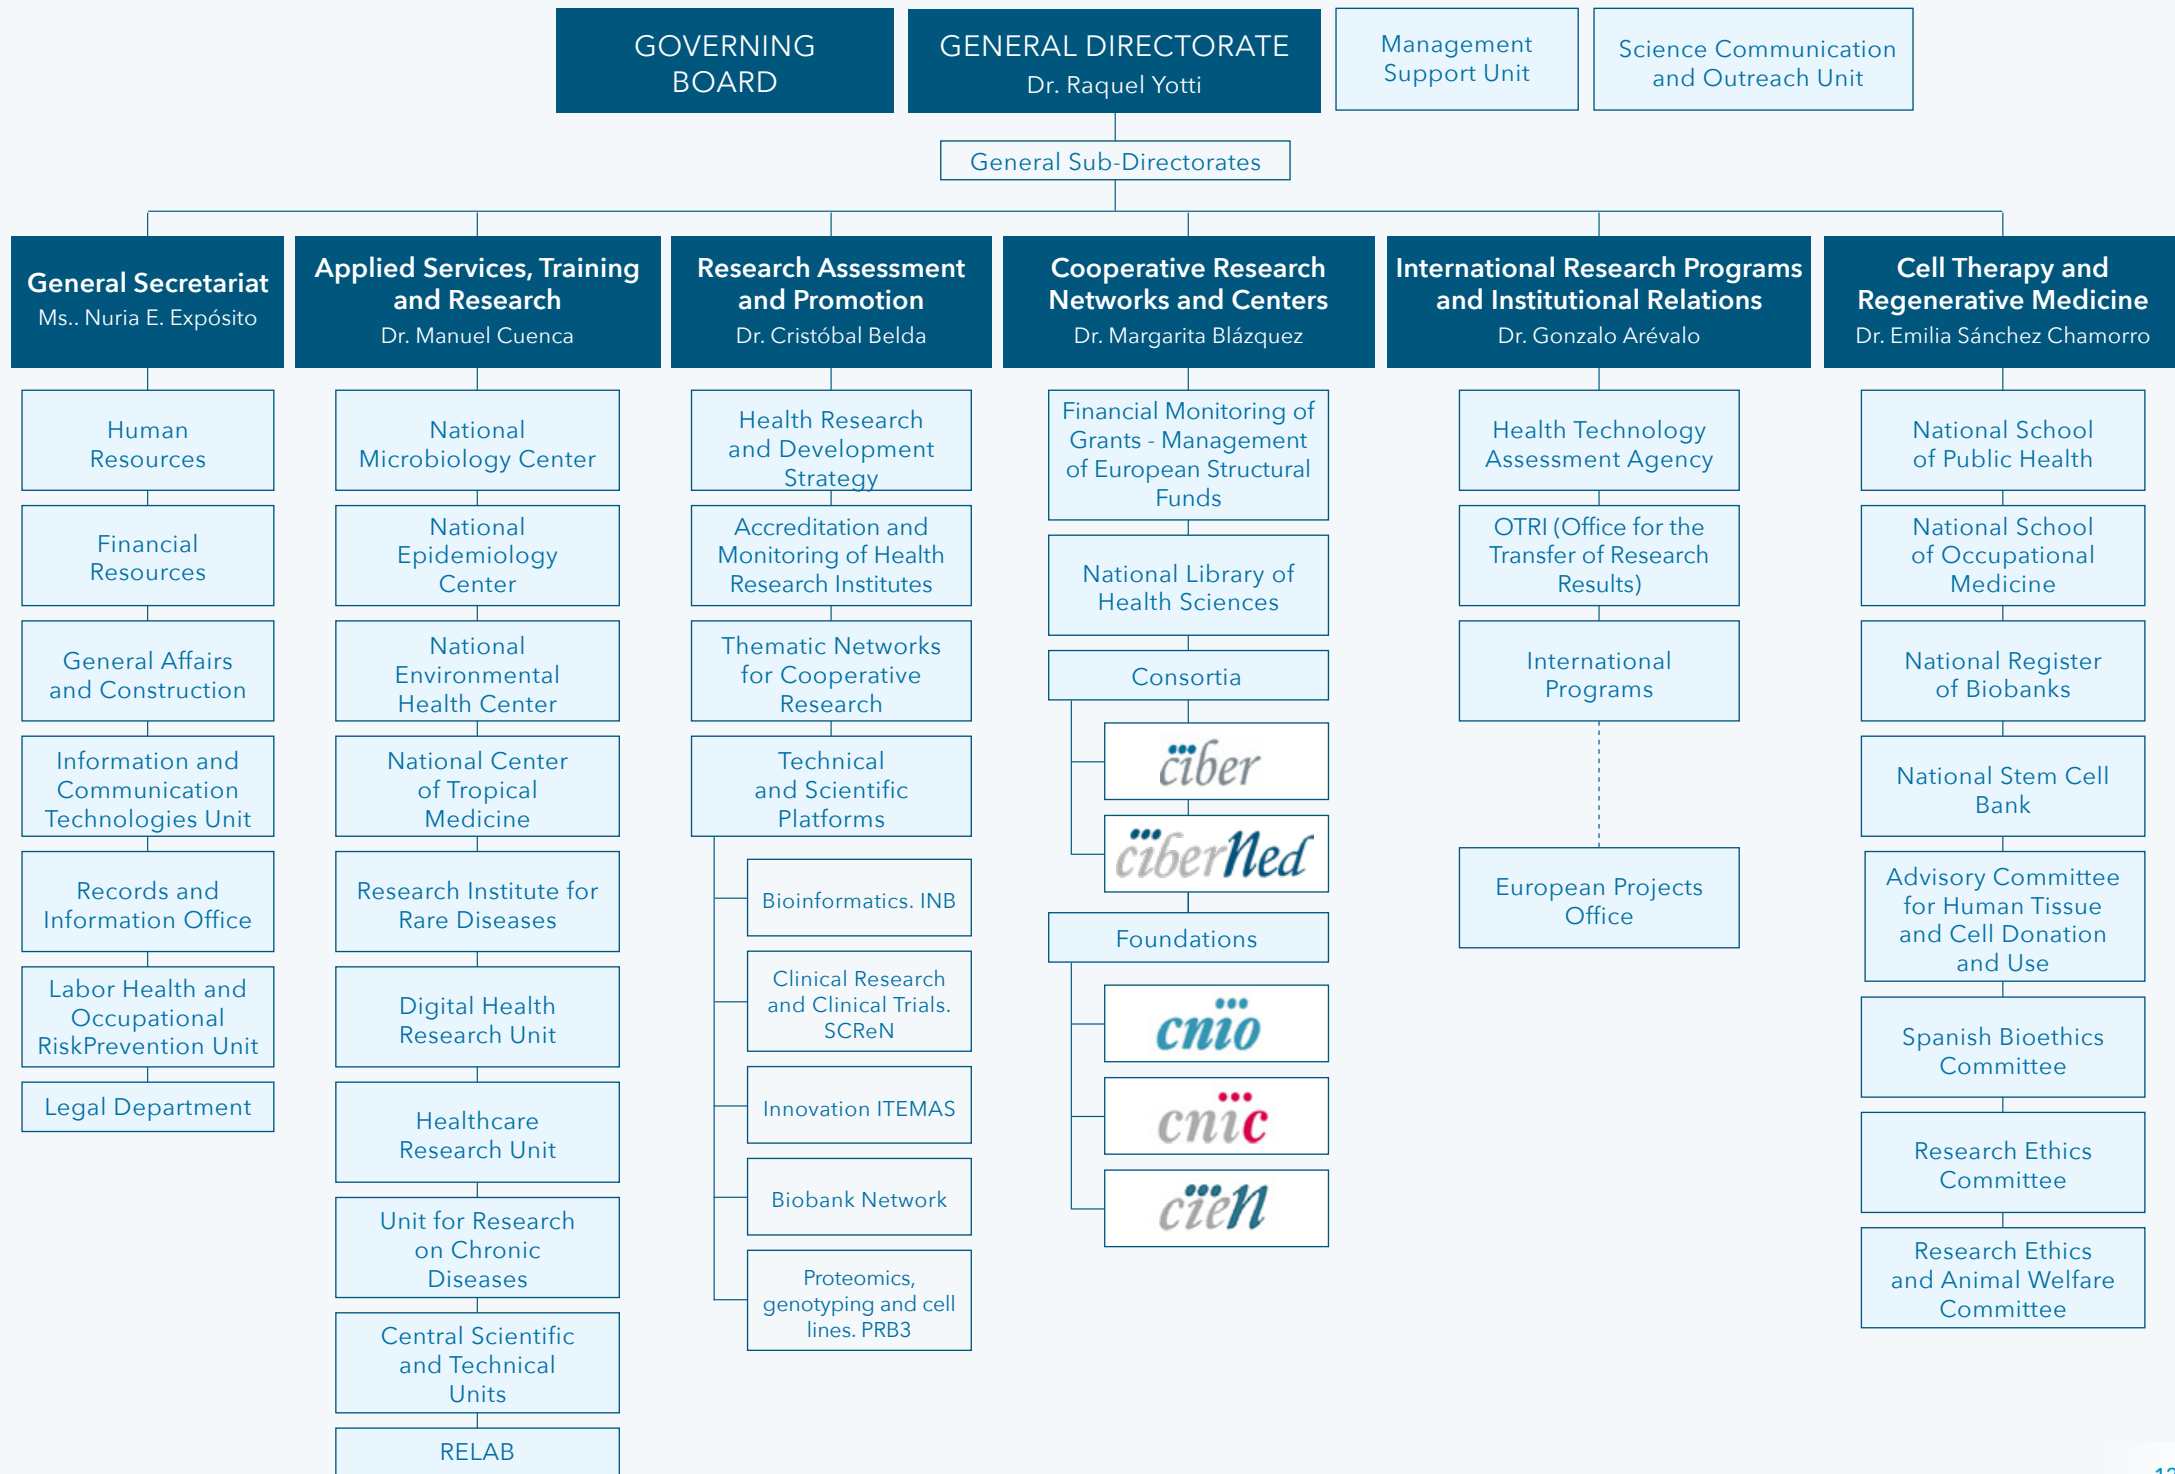 GOVERNING
BOARD
GENERAL DIRECTORATE
Dr. Raquel Yotti
Management
Support Unit
Science Communication
and Outreach Unit
General Sub-Directorates
General Secretariat
Ms.. Nuria E. Expósito
Human
Resources
Financial
Resources
General Affairs
and Construction
Information and
Communication
Technologies Unit
Records and
Information Office
Labor Health and
Occupational
RiskPrevention Unit
Legal Department
Applied Services, Training
and Research
Dr. Manuel Cuenca
National
Microbiology Center
National
Epidemiology
Center
National
Environmental
Health Center
National Center
of Tropical
Medicine
Research Institute for
Rare Diseases
Digital Health
Research Unit
Healthcare
Research Unit
Unit for Research
on Chronic
Diseases
Central Scientific
and Technical
Units
RELAB
Research Assessment
and Promotion
Dr. Cristóbal Belda
Health Research
and Development
Strategy
Accreditation and
Monitoring of Health
Research Institutes
Thematic Networks
for Cooperative
Research
Technical
and Scientific
Platforms
Bioinformatics. INB
Clinical Research
and Clinical Trials.
SCReN
Innovation ITEMAS
Biobank Network
Proteomics,
genotyping and cell
lines. PRB3
Cooperative Research
Networks and Centers
Dr. Margarita Blázquez
Financial Monitoring of
Grants - Management
of European Structural
Funds
National Library of
Health Sciences
Consortia
ciber
ciberNed
Foundations
cnio
cnic
cieN
International Research Programs
and Institutional Relations
Dr. Gonzalo Arévalo
Health Technology
Assessment Agency
OTRI (Office for the
Transfer of Research
Results)
International
Programs
European Projects
Office
Cell Therapy and
Regenerative Medicine
Dr. Emilia Sánchez Chamorro
National School
of Public Health
National School
of Occupational
Medicine
National Register
of Biobanks
National Stem Cell
Bank
Advisory Committee
for Human Tissue
and Cell Donation
and Use
Spanish Bioethics
Committee
Research Ethics
Committee
Research Ethics
and Animal Welfare
Committee